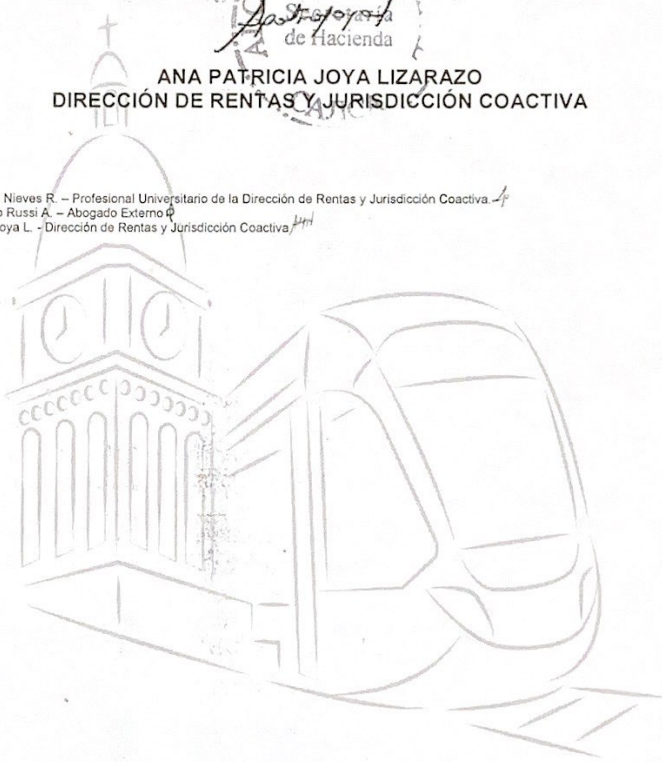 Secretaría
de Hacienda
ANA PATRICIA JOYA LIZARAZO
DIRECCIÓN DE RENTAS Y JURISDICCIÓN COACTIVA
Nieves R. – Profesional Universitario de la Dirección de Rentas y Jurisdicción Coactiva.
Russi A. – Abogado Externo
oya L. - Dirección de Rentas y Jurisdicción Coactiva